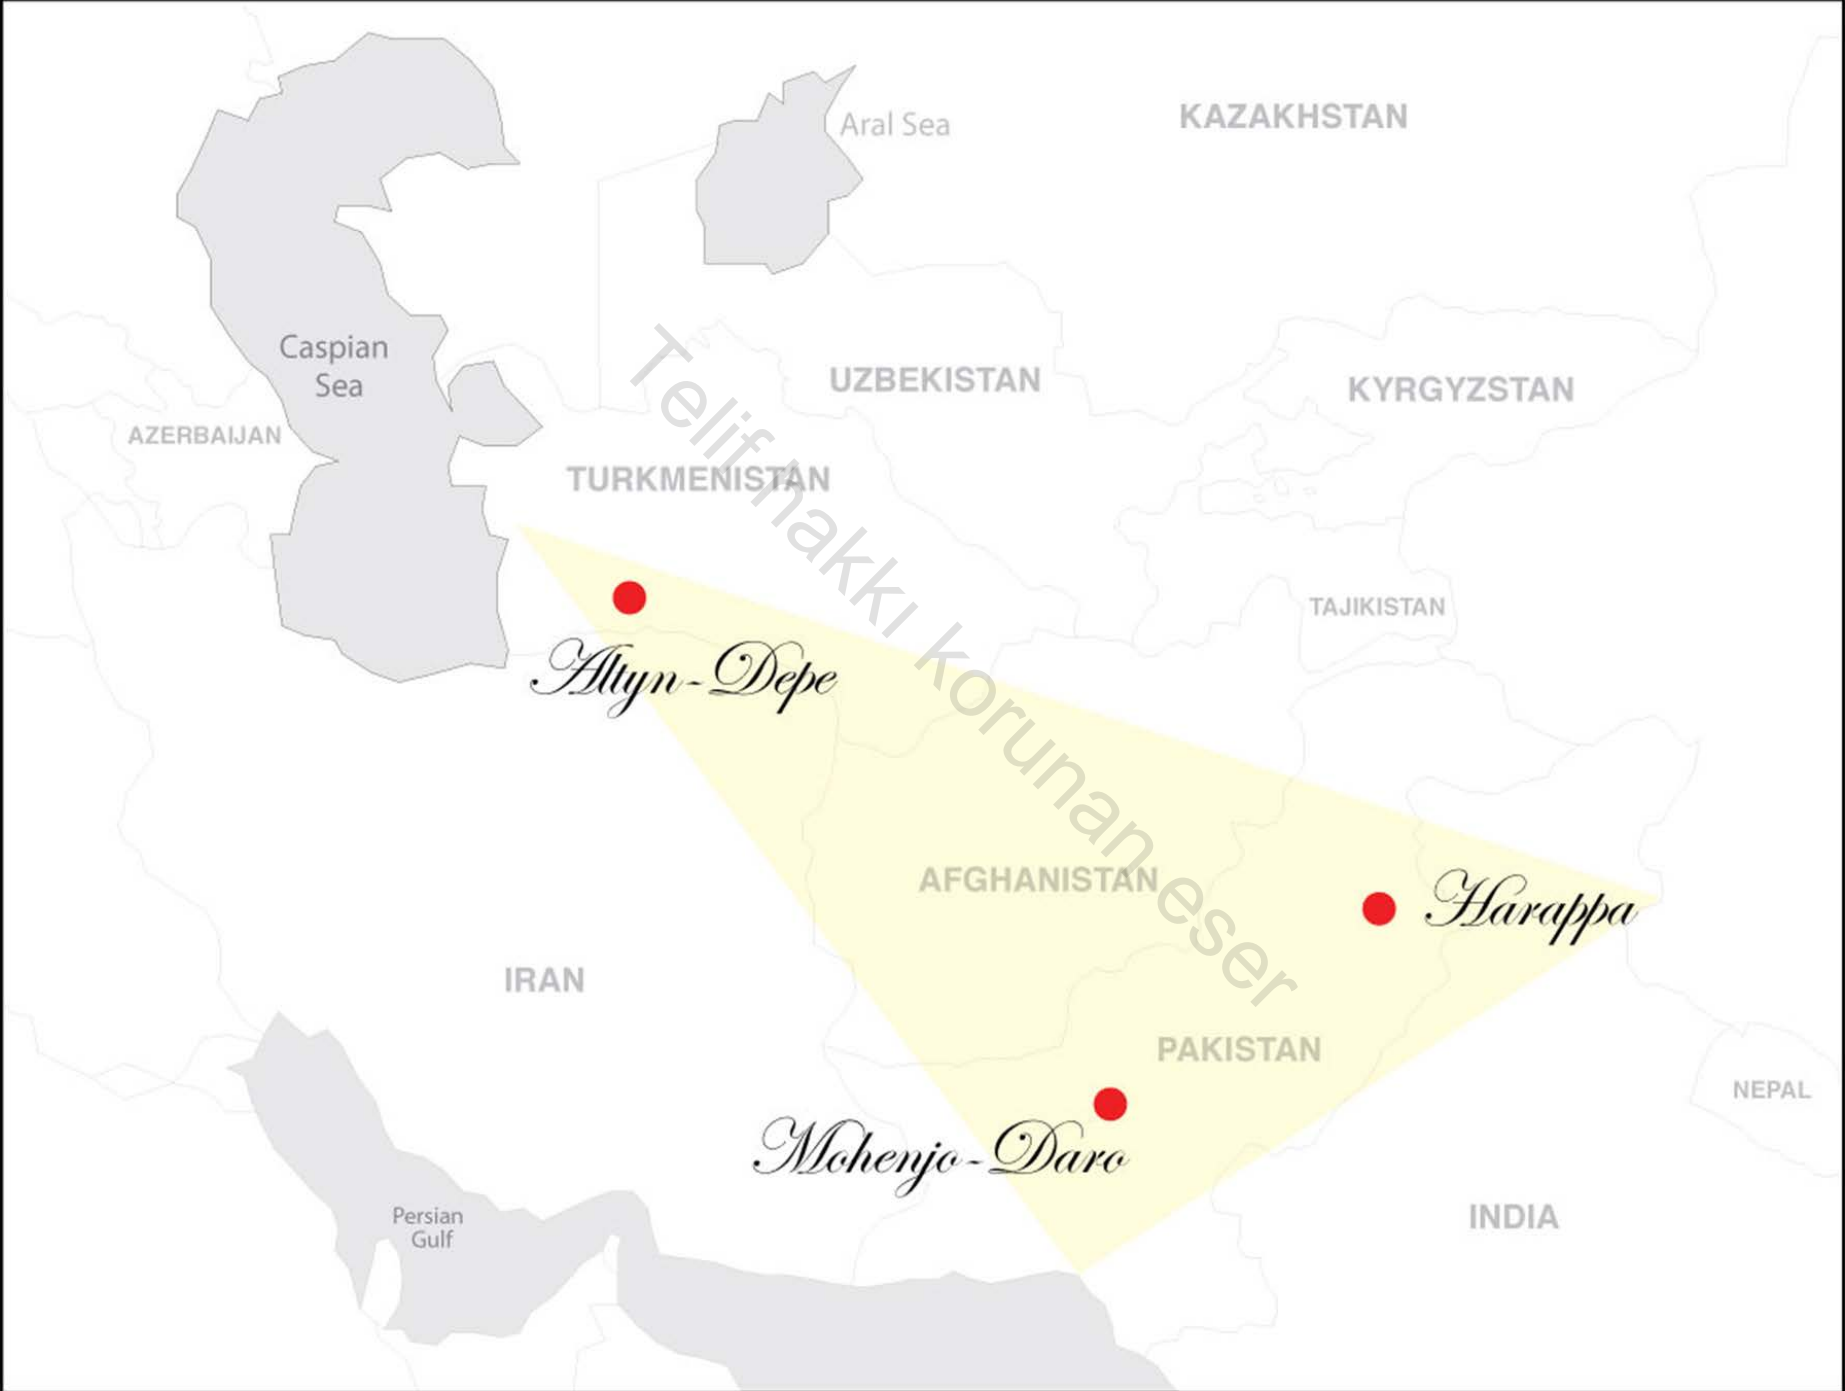 Aral Sea
KAZAKHSTAN
Caspian
Sea
UZBEKISTAN
KYRGYZSTAN
AZERBAIJAN
TURKMENISTAN
TAJIKISTAN
Altyn-Depe
AFGHANISTAN
Harappa
IRAN
PAKISTAN
NEPAL
Mohenjo-Daro
Persian
Gulf
INDIA
Telif hakkı korunan eser